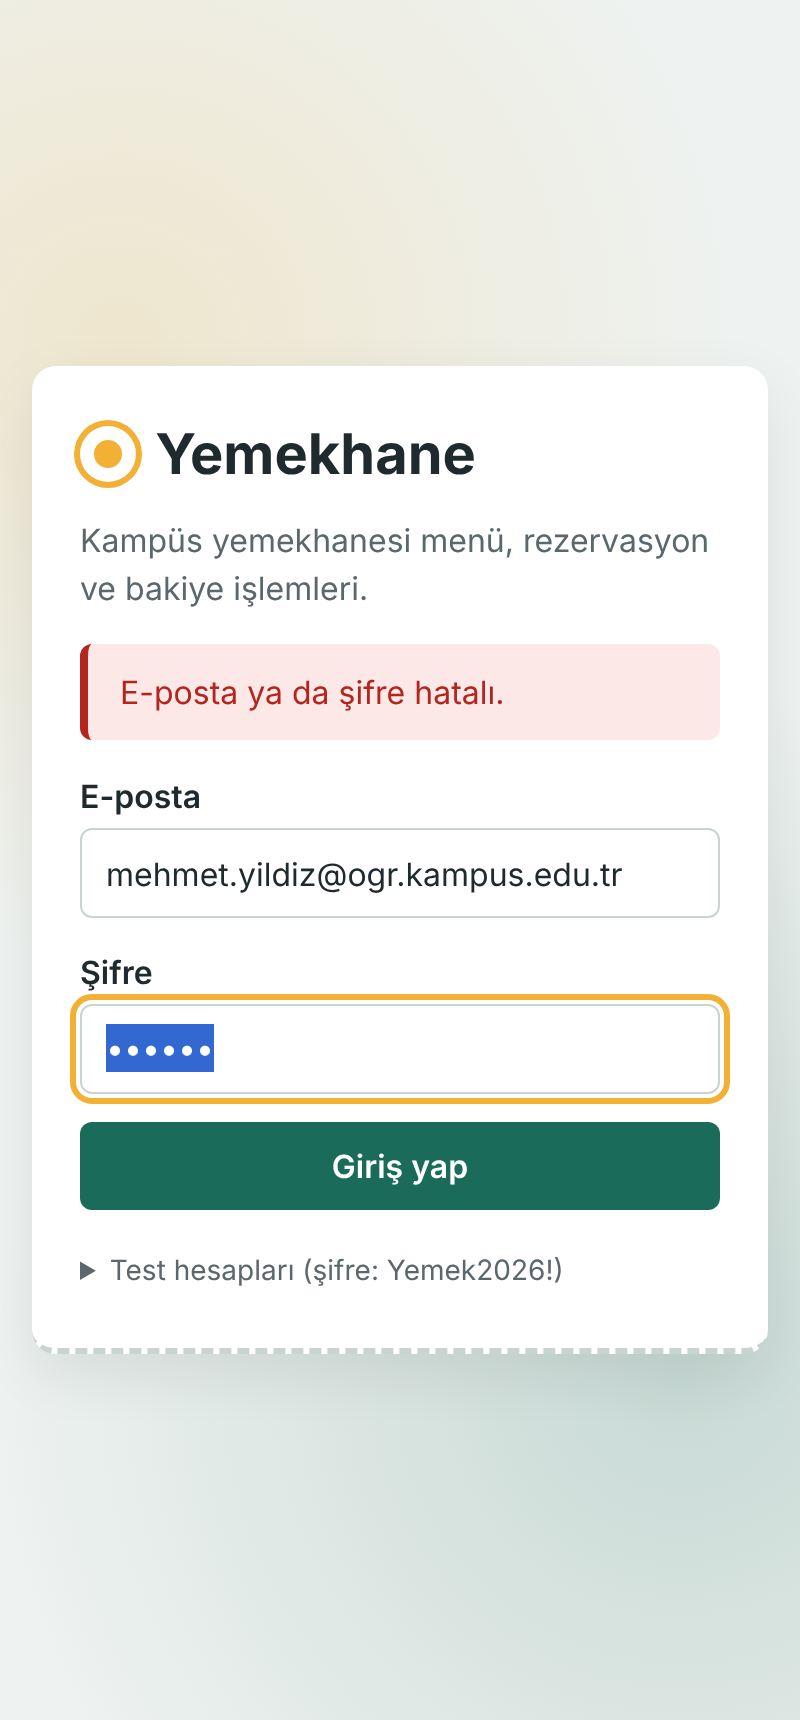 Yemekhane
Kampüs yemekhanesi menü, rezervasyon
ve bakiye işlemleri.
E-posta ya da şifre hatalı.
E-posta
mehmet.yildiz@ogr.kampus.edu.tr
Şifre
••••••
Giriş yap
Test hesapları (şifre: Yemek2026!)